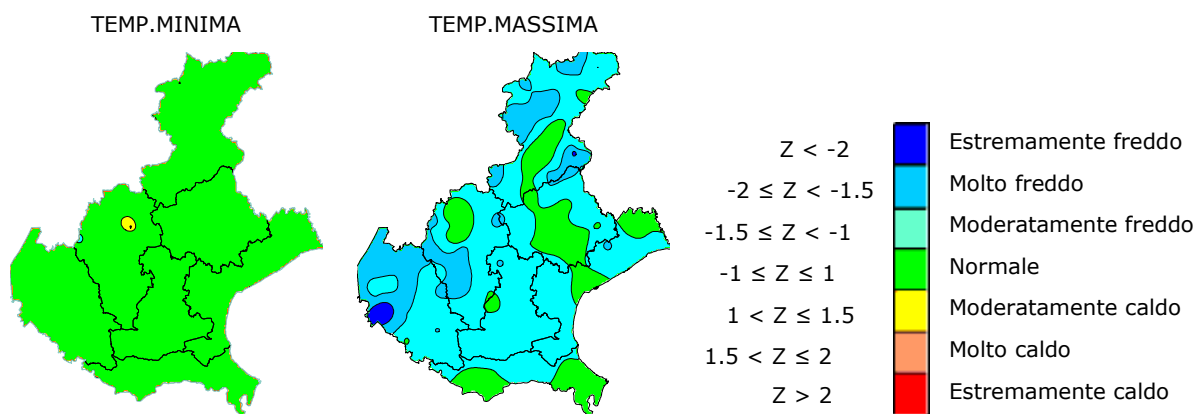 TEMP.MINIMA
TEMP.MASSIMA
Z < -2 Estremamente freddo
-2 ≤ Z < -1.5 Molto freddo
-1.5 ≤ Z < -1 Moderatamente freddo
-1 ≤ Z ≤ 1 Normale
1 < Z ≤ 1.5 Moderatamente caldo
1.5 < Z ≤ 2 Molto caldo
Z > 2 Estremamente caldo